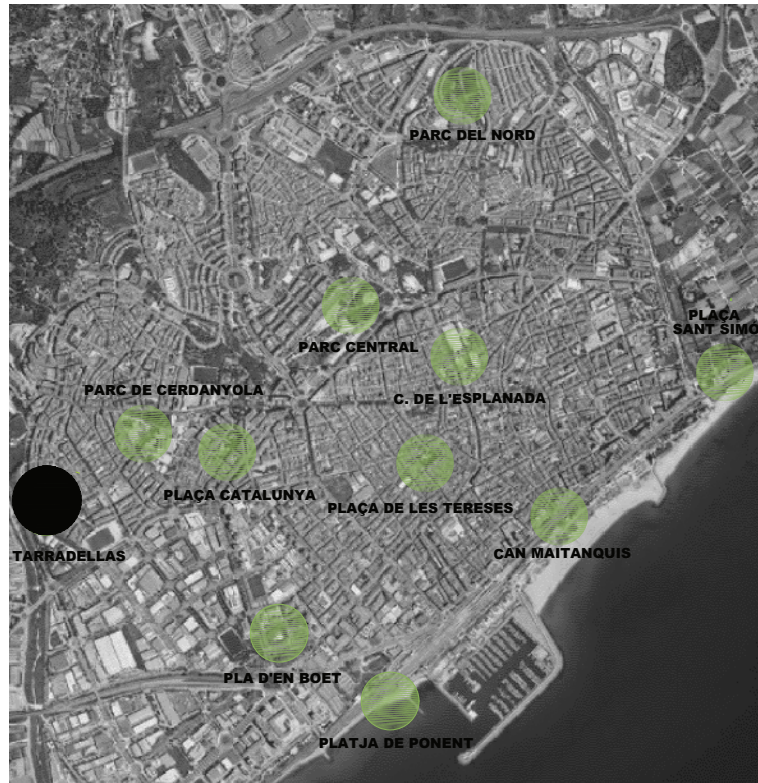 PARC DEL NORD
PLAÇA
SANT SIMÓ
PARC CENTRAL
PARC DE CERDANYOLA
C. DE L'ESPLANADA
PLAÇA CATALUNYA
PLAÇA DE LES TERESES
TARRADELLAS
CAN MAITANQUIS
PLA D'EN BOET
PLATJA DE PONENT